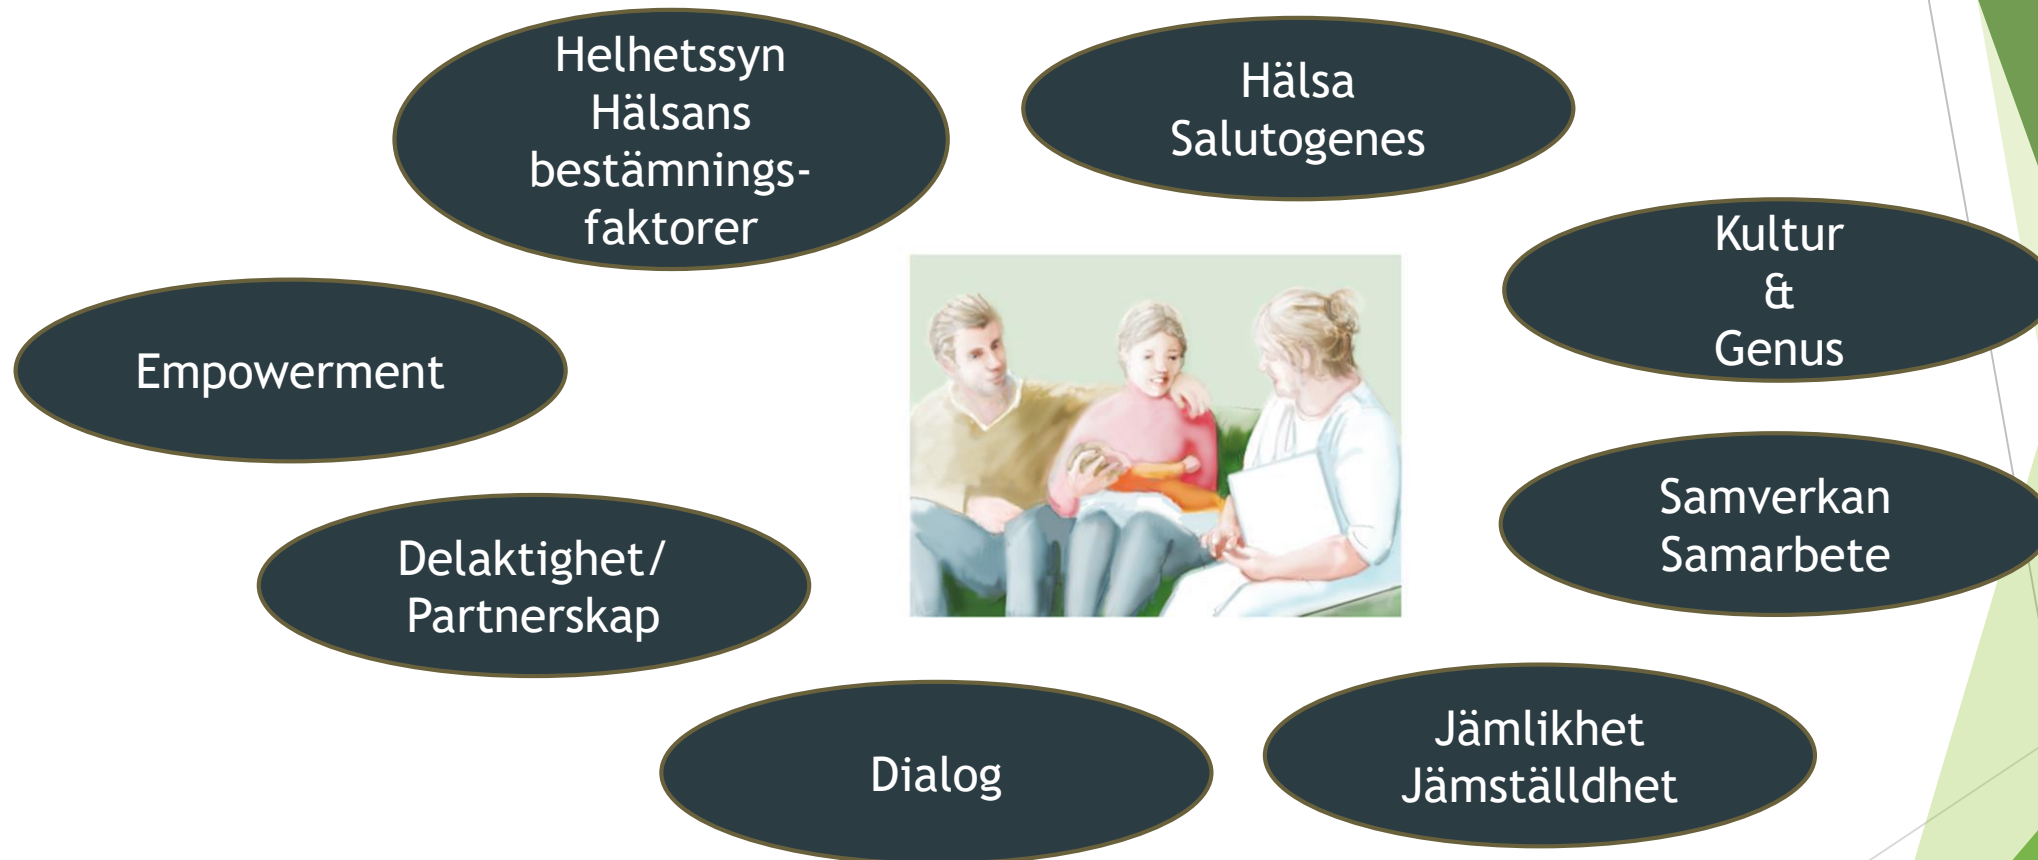 Helhetssyn
Hälsans
bestämnings-
faktorer
Hälsa
Salutogenes
Kultur
&
Genus
Empowerment
Samverkan
Samarbete
Delaktighet/
Partnerskap
Jämlikhet
Jämställdhet
Dialog